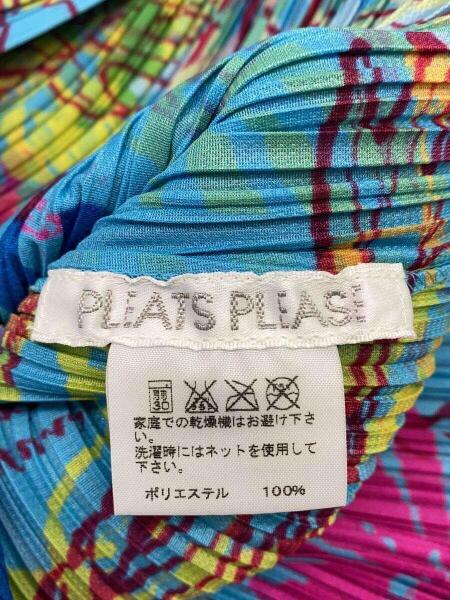 PLEATS PLEASE
家庭での乾燥機はお避け下さ
い。
洗濯時にはネットを使用して
下さい。
ポリエステル 100%